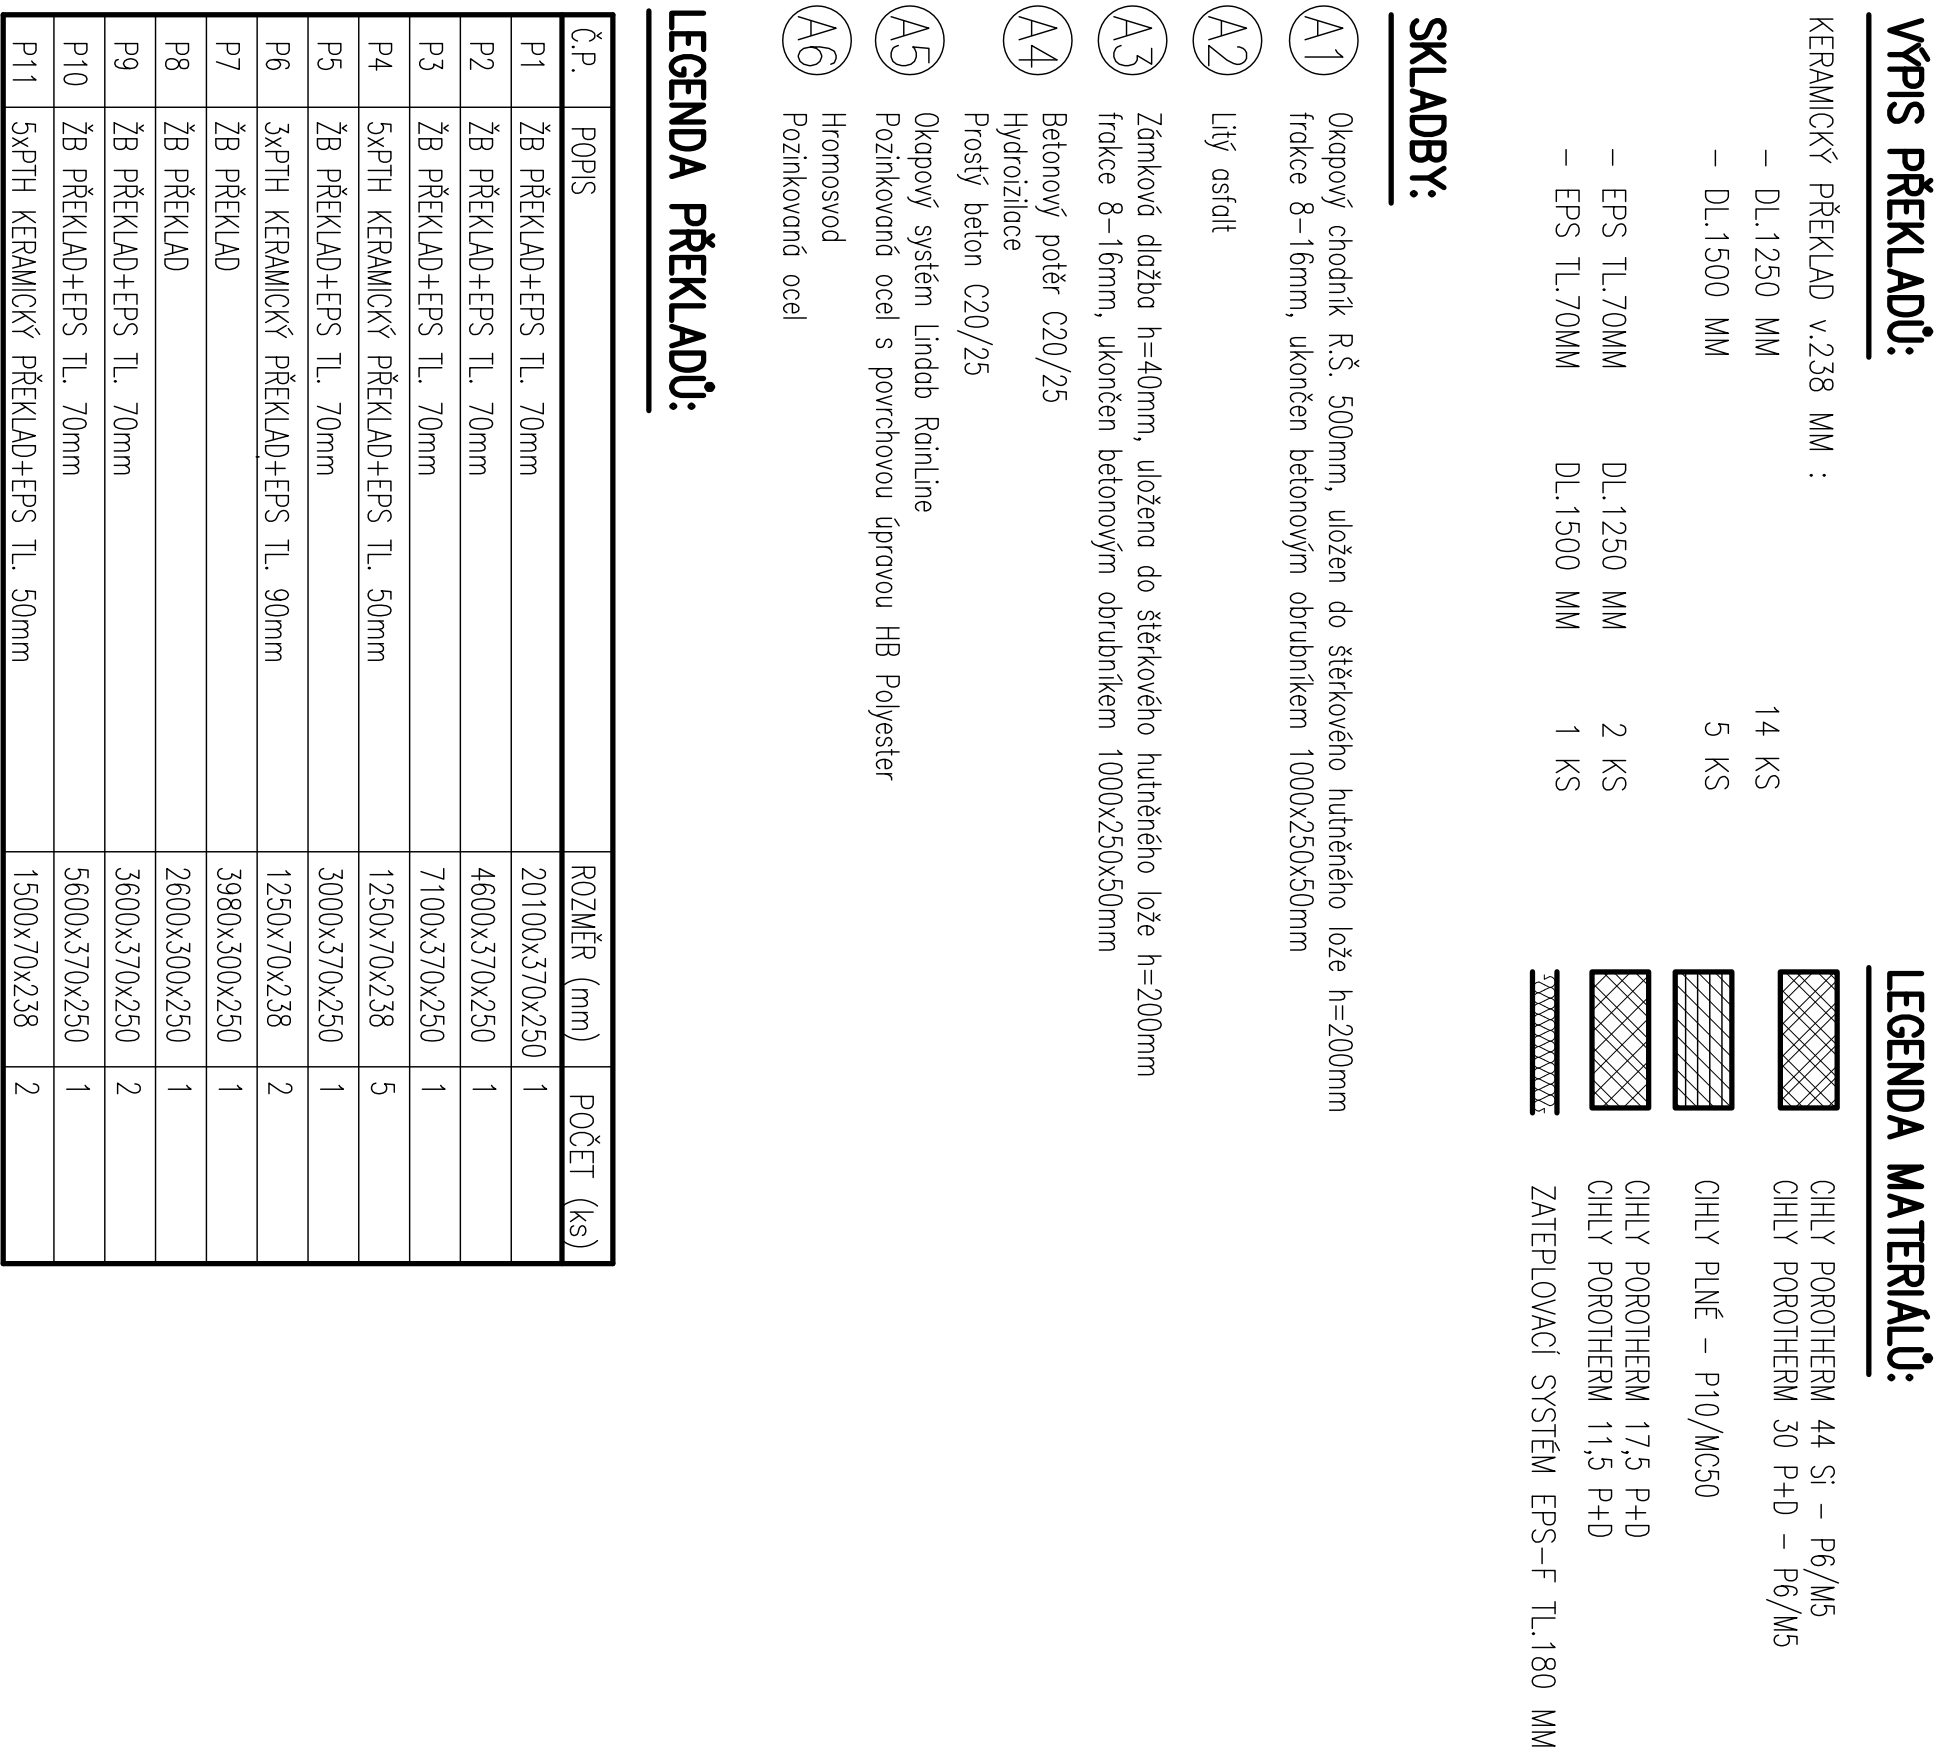 VÝPIS PŘEKLADŮ:
KERAMICKÝ PŘEKLAD v.238 MM :
– DL.1250 MM 14 KS
– DL.1500 MM 5 KS
– EPS TL.70MM DL.1250 MM 2 KS
– EPS TL.70MM DL.1500 MM 1 KS
LEGENDA MATERIÁLŮ:
CIHLY POROTHERM 44 Si – P6/M5
CIHLY POROTHERM 30 P+D – P6/M5
CIHLY PLNÉ – P10/MC50
CIHLY POROTHERM 17,5 P+D
CIHLY POROTHERM 11,5 P+D
ZATEPLOVACÍ SYSTÉM EPS–F TL.180 MM
SKLADBY:
A1 Okapový chodník R.Š. 500mm, uložen do štěrkového hutněného lože h=200mm
frakce 8–16mm, ukončen betonovým obrubníkem 1000x250x50mm
A2 Litý asfalt
A3 Zámková dlažba h=40mm, uložena do štěrkového hutněného lože h=200mm
frakce 8–16mm, ukončen betonovým obrubníkem 1000x250x50mm
A4 Betonový potěr C20/25
Hydroizilace
Prostý beton C20/25
A5 Okapový systém Lindab RainLine
Pozinkovaná ocel s povrchovou úpravou HB Polyester
A6 Hromosvod
Pozinkovaná ocel
LEGENDA PŘEKLADŮ:
Č.P. POPIS ROZMĚR (mm) POČET (ks)
P1 ŽB PŘEKLAD+EPS TL. 70mm 20100x370x250 1
P2 ŽB PŘEKLAD+EPS TL. 70mm 4600x370x250 1
P3 ŽB PŘEKLAD+EPS TL. 70mm 7100x370x250 1
P4 5xPTH KERAMICKÝ PŘEKLAD+EPS TL. 50mm 1250x70x238 5
P5 ŽB PŘEKLAD+EPS TL. 70mm 3000x370x250 1
P6 3xPTH KERAMICKÝ PŘEKLAD+EPS TL. 90mm 1250x70x238 2
P7 ŽB PŘEKLAD 3980x300x250 1
P8 ŽB PŘEKLAD 2600x300x250 1
P9 ŽB PŘEKLAD+EPS TL. 70mm 3600x370x250 2
P10 ŽB PŘEKLAD+EPS TL. 70mm 5600x370x250 1
P11 5xPTH KERAMICKÝ PŘEKLAD+EPS TL. 50mm 1500x70x238 2